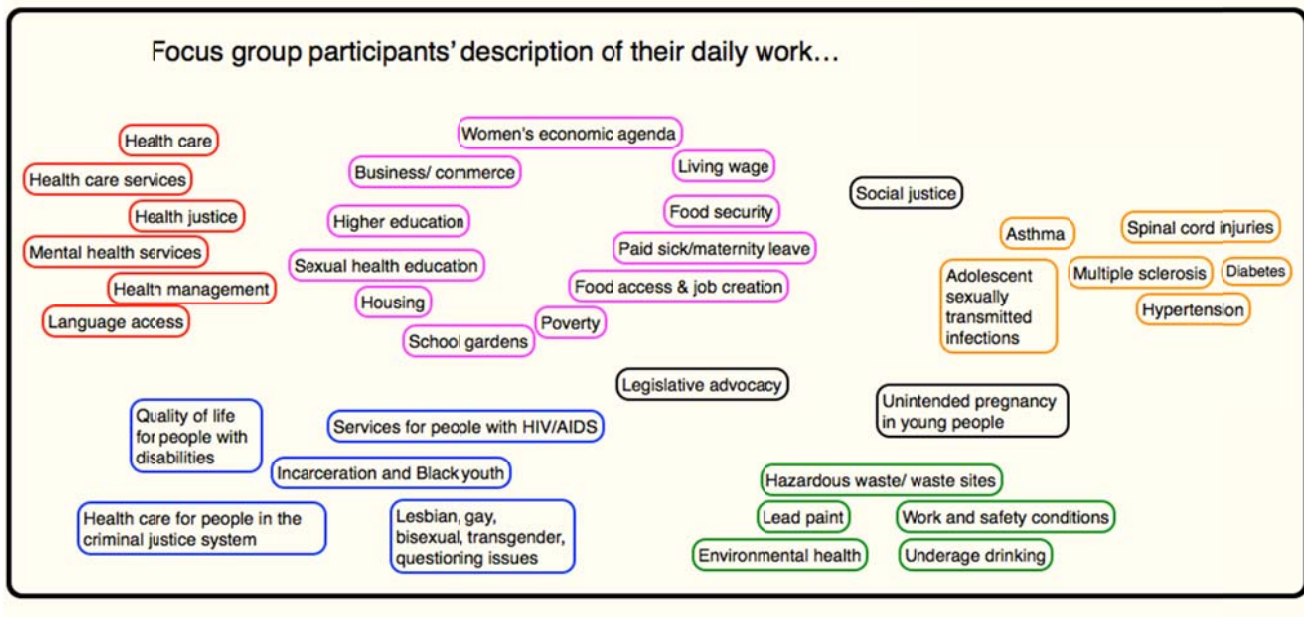 Focus group participants' description of their daily work…
Health care
Health care services
Health justice
Mental health services
Health management
Language access
Women's economic agenda
Business/ commerce
Living wage
Higher education
Food security
Sexual health education
Paid sick/maternity leave
Housing
Food access & job creation
School gardens
Poverty
Social justice
Asthma
Spinal cord injuries
Adolescent
sexually
transmitted
infections
Multiple sclerosis
Diabetes
Hypertension
Legislative advocacy
Unintended pregnancy
in young people
Quality of life
for people with
disabilities
Services for people with HIV/AIDS
Incarceration and Black youth
Health care for people in the
criminal justice system
Lesbian, gay,
bisexual, transgender,
questioning issues
Hazardous waste/ waste sites
Lead paint
Work and safety conditions
Environmental health
Underage drinking